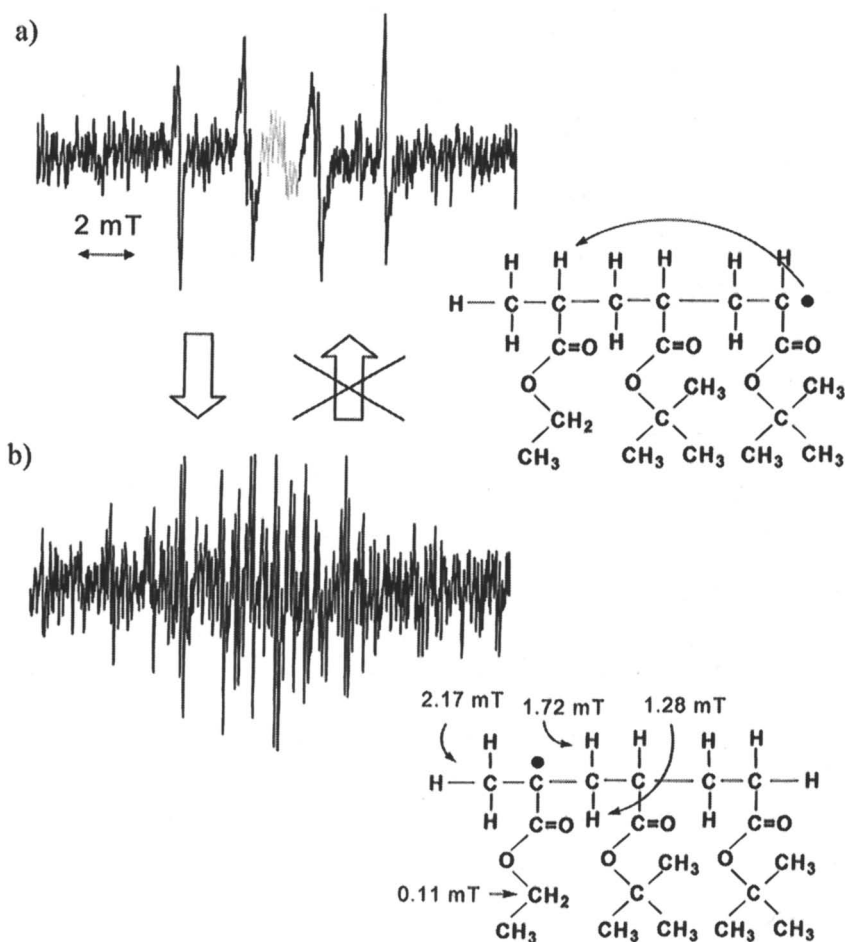 a)
2 mT
H H H H H H
H—C—C—C—C—C—C•
H C=O H C=O H C=O
O O O
CH₂ C CH₃ C CH₃
CH₃ CH₃ CH₃ CH₃ CH₃
b)
2.17 mT 1.72 mT 1.28 mT
H • H H H H
H—C—C—C—C—C—C—H
H C=O H C=O H C=O
O O O
0.11 mT CH₂ C CH₃ C CH₃
CH₃ CH₃ CH₃ CH₃ CH₃